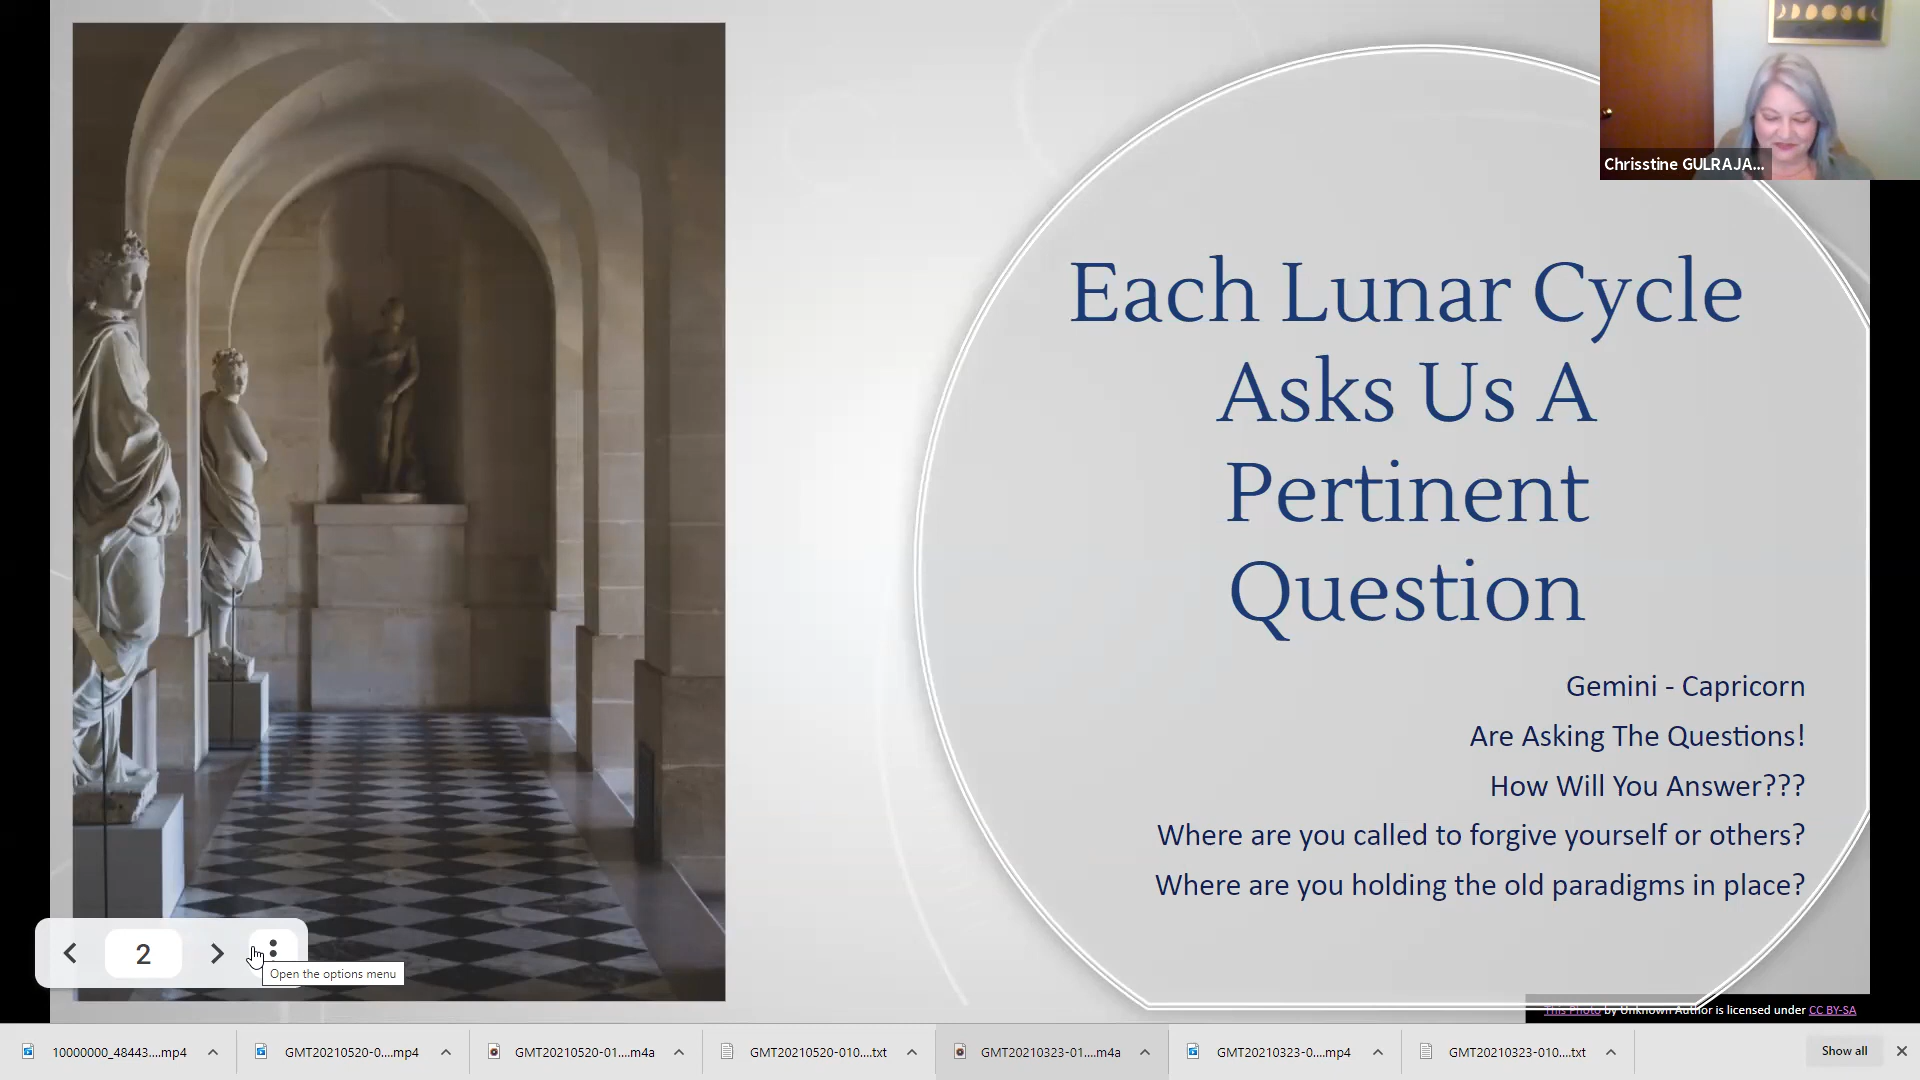 Chrisstine GULRAJA...
Each Lunar Cycle
Asks Us A
Pertinent
Question
Gemini - Capricorn
Are Asking The Questions!
How Will You Answer???
Where are you called to forgive yourself or others?
Where are you holding the old paradigms in place?
2
Open the options menu
This Photo by Unknown Author is licensed under CC BY-SA
10000000_48443....mp4
GMT20210520-0....mp4
GMT20210520-01....m4a
GMT20210520-010....txt
GMT20210323-01....m4a
GMT20210323-0....mp4
GMT20210323-010....txt
Show all